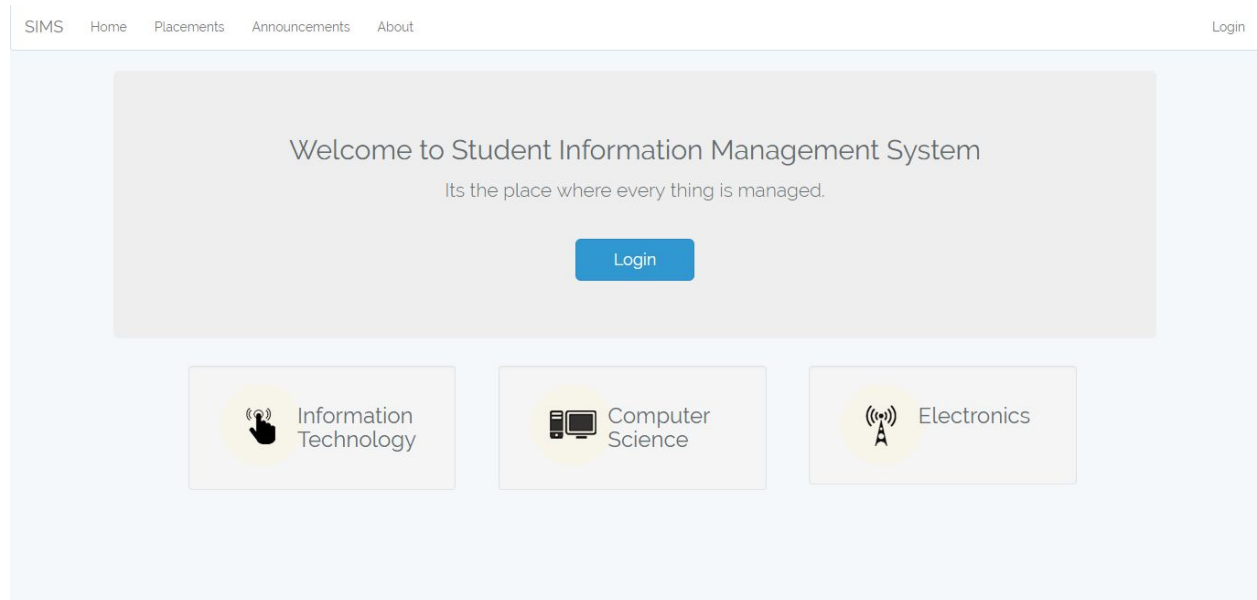 SIMS Home Placements Announcements About Login
Welcome to Student Information Management System
Its the place where every thing is managed.
Login
Information
Technology
Computer
Science
Electronics